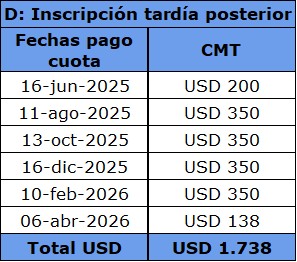 D: Inscripción tardía posterior
Fechas pago cuota CMT
16-jun-2025 USD 200
11-ago-2025 USD 350
13-oct-2025 USD 350
16-dic-2025 USD 350
10-feb-2026 USD 350
06-abr-2026 USD 138
Total USD USD 1.738